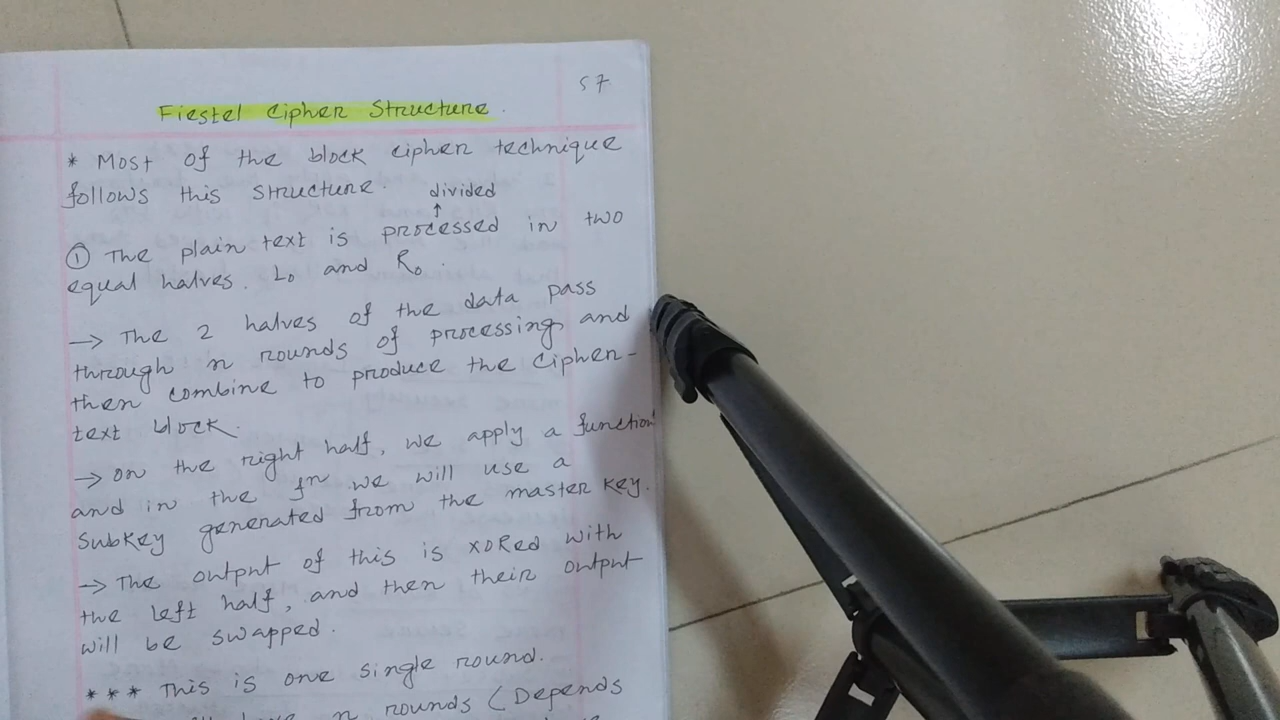 57
Fiestel Cipher Structure.
* Most of the block cipher technique
follows this structure.
divided
↑
① The plain text is processed in two
equal halves. L₀ and R₀.
→ The 2 halves of the data pass
through n rounds of processing and
then combine to produce the cipher-
text block.
→ on the right half, we apply a function
and in the fn we will use a
subkey generated from the master key.
→ The output of this is XORed with
the left half, and then their output
will be swapped.
*** This is one single round.
n rounds (Depends